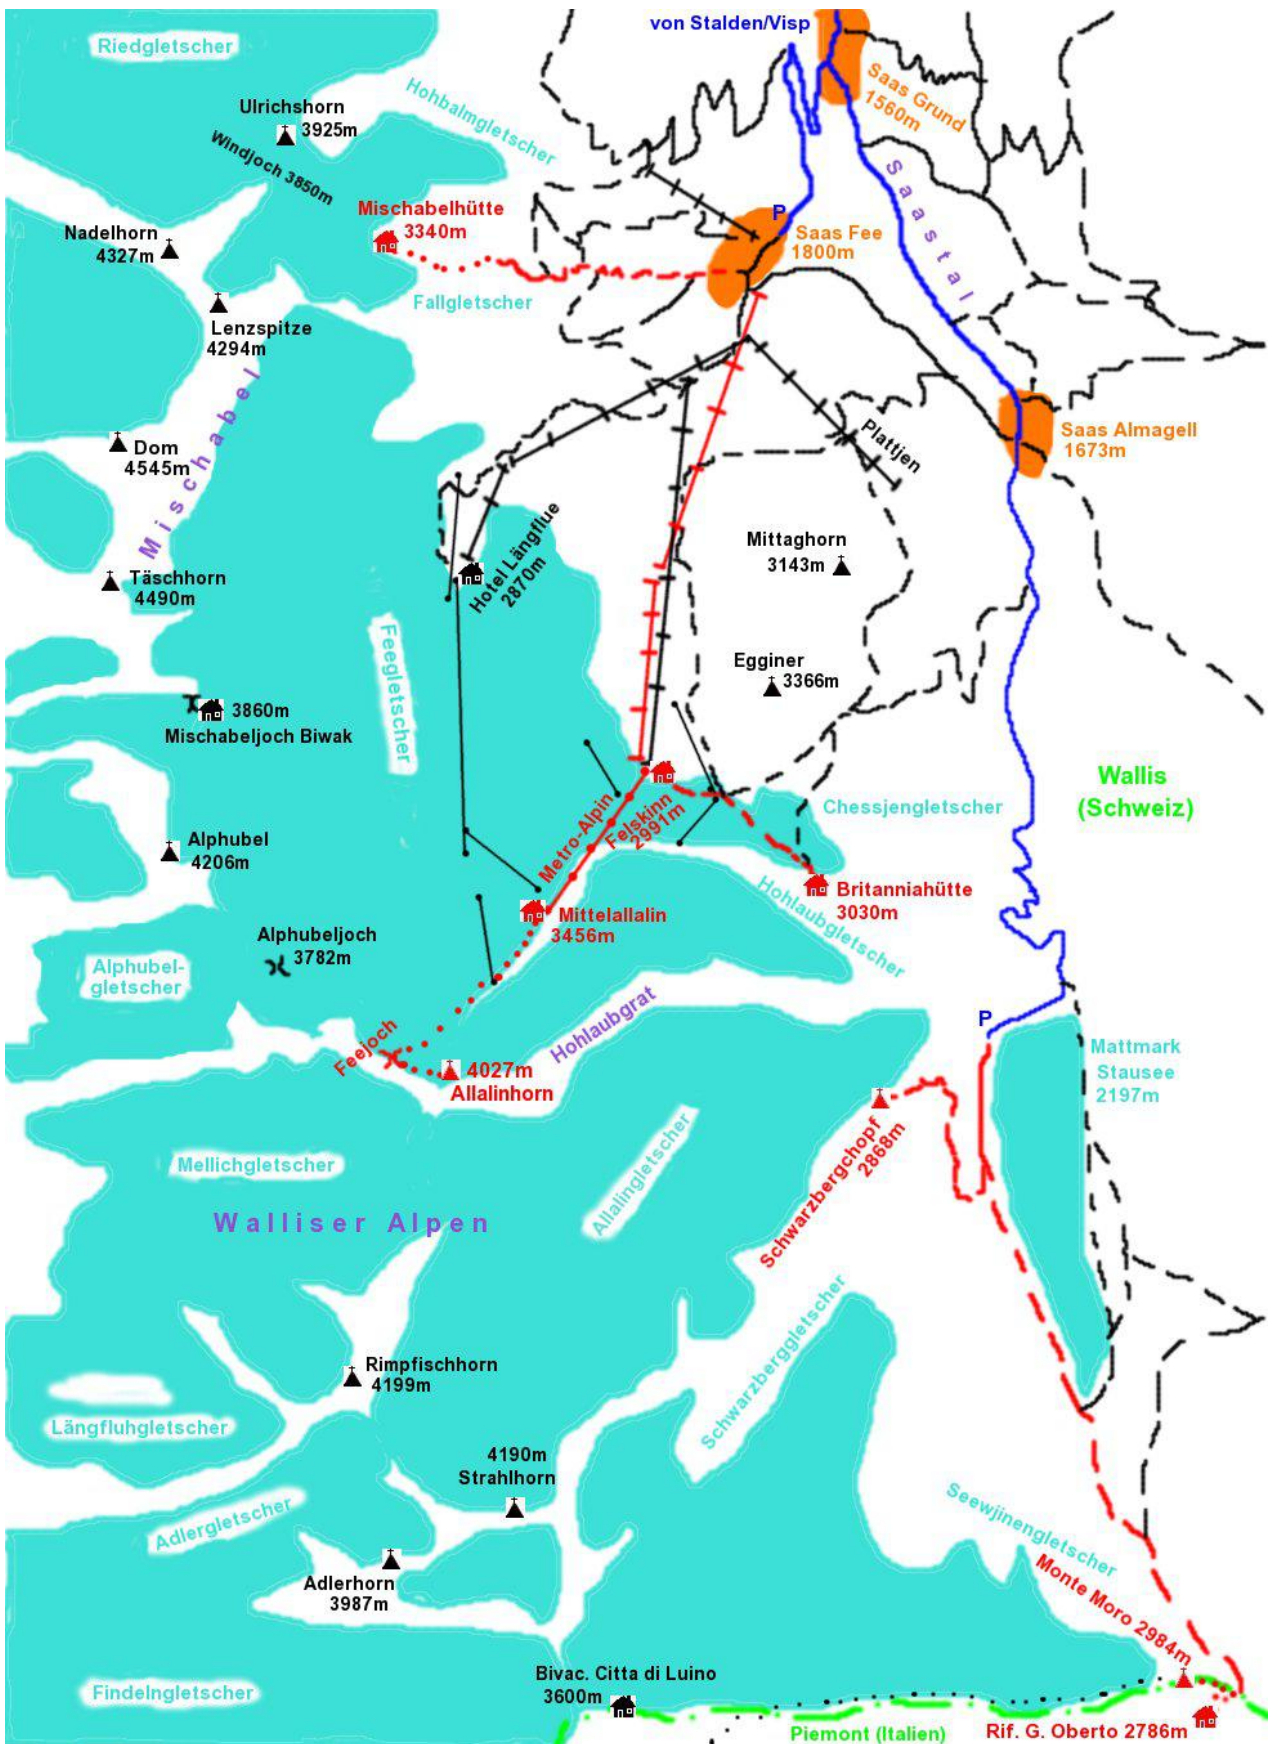 von Stalden/Visp
Riedgletscher
Saas Grund
1560m
Hohbalmgletscher
Ulrichshorn
3925m
Windjoch 3850m
Saastal
Mischabelhütte
3340m
P
Saas Fee
1800m
Nadelhorn
4327m
Fallgletscher
Lenzspitze
4294m
Mischabel
Dom
4545m
Plattjen
Saas Almagell
1673m
Hotel Längflue
2870m
Mittaghorn
3143m
Täschhorn
4490m
Feegletscher
Egginer
3366m
3860m
Mischabeljoch Biwak
Wallis
(Schweiz)
Chessjengletscher
Metro-Alpin
Felskinn
2991m
Alphubel
4206m
Hohlaubgletscher
Britanniahütte
3030m
Mittelallalin
3456m
Alphubeljoch
3782m
Alphubel-
gletscher
Hohlaubgrat
P
Feejoch
4027m
Allalinhorn
Mattmark
Stausee
2197m
Schwarzbergchopf
2868m
Allalingletscher
Mellichgletscher
Walliser Alpen
Schwarzberggletscher
Rimpfischhorn
4199m
Längfluhgletscher
4190m
Strahlhorn
Adlergletscher
Seewjinengletscher
Adlerhorn
3987m
Monte Moro 2984m
Bivac. Citta di Luino
3600m
Findelngletscher
Piemont (Italien)
Rif. G. Oberto 2786m